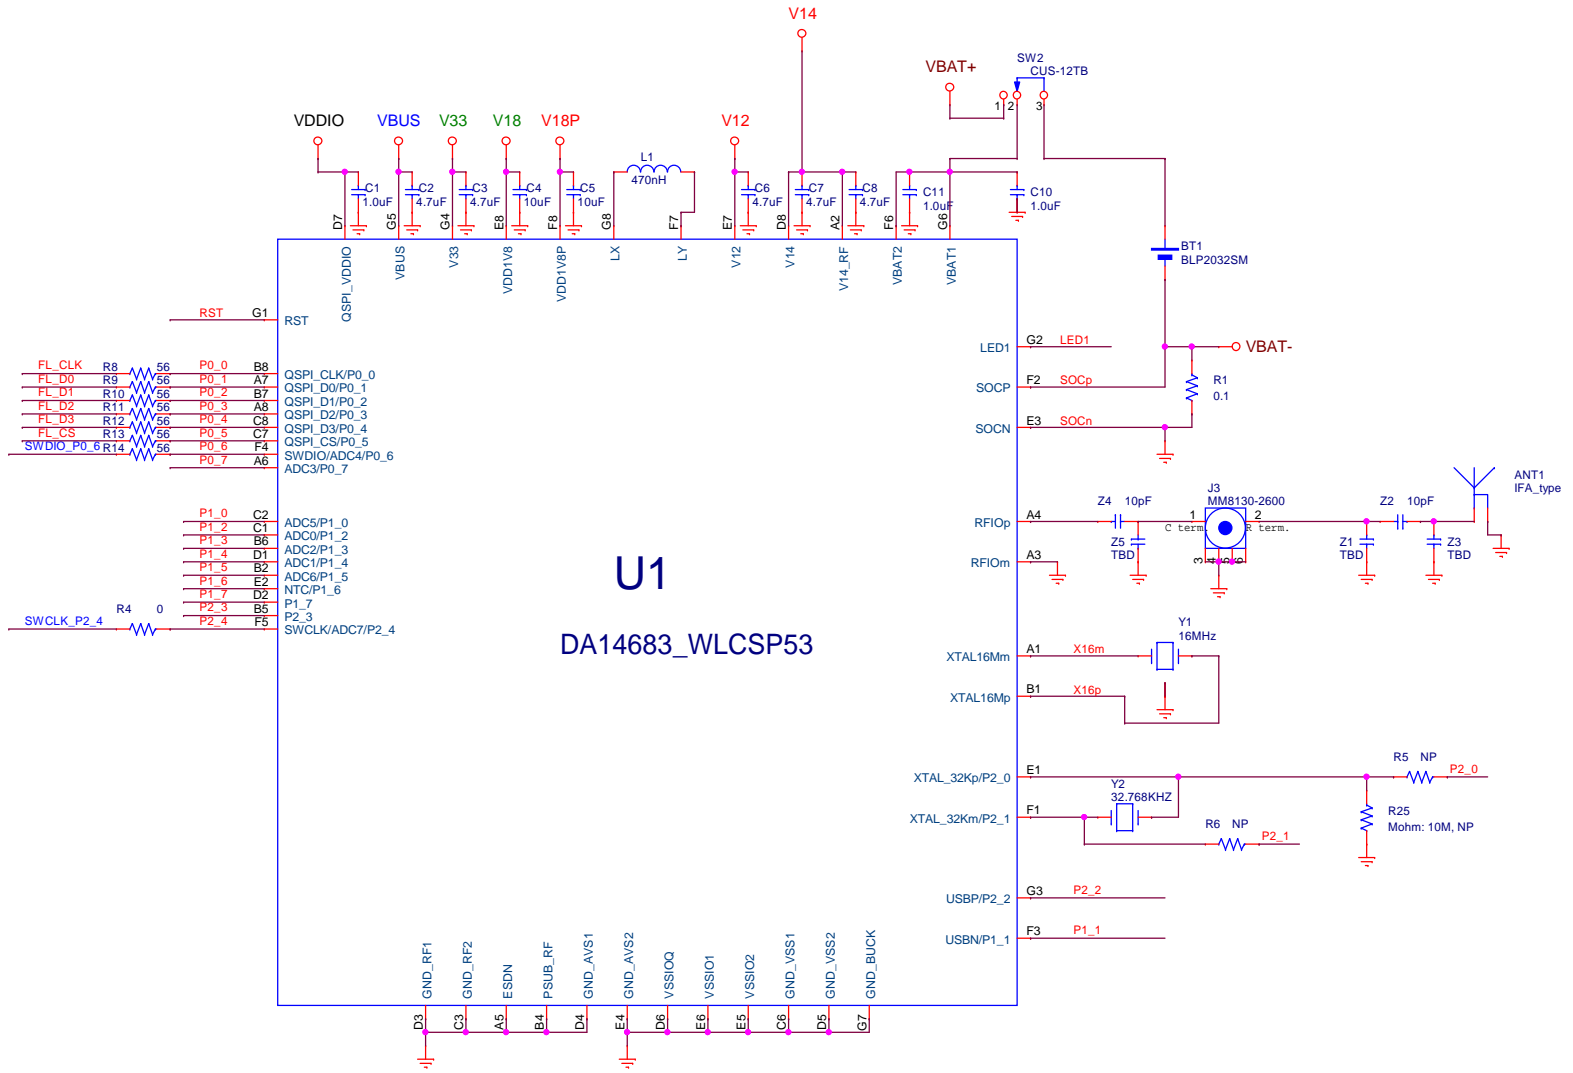 V14
SW2
CUS-12TB
VBAT+
1 2 3
VDDIO VBUS V33 V18 V18P V12
L1
470nH
C1
1.0uF
C2
4.7uF
C3
4.7uF
C4
10uF
C5
10uF
C6
4.7uF
C7
4.7uF
C8
4.7uF
C11
1.0uF
C10
1.0uF
D7 G5 G4 E8 F8 G8 F7 E7 D8 A2 F6 G6
QSPI_VDDIO VBUS V33 VDD1V8 VDD1V8P LX LY V12 V14 V14_RF VBAT2 VBAT1
BT1
BLP2032SM
RST G1 RST
FL_CLK R8 56 P0_0 B8 QSPI_CLK/P0_0
FL_D0 R9 56 P0_1 A7 QSPI_D0/P0_1
FL_D1 R10 56 P0_2 B7 QSPI_D1/P0_2
FL_D2 R11 56 P0_3 A8 QSPI_D2/P0_3
FL_D3 R12 56 P0_4 C8 QSPI_D3/P0_4
FL_CS R13 56 P0_5 C7 QSPI_CS/P0_5
SWDIO_P0_6 R14 56 P0_6 F4 SWDIO/ADC4/P0_6
P0_7 A6 ADC3/P0_7
P1_0 C2 ADC5/P1_0
P1_2 C1 ADC0/P1_2
P1_3 B6 ADC2/P1_3
P1_4 D1 ADC1/P1_4
P1_5 B2 ADC6/P1_5
P1_6 E2 NTC/P1_6
P1_7 D2 P1_7
P2_3 B5 P2_3
SWCLK_P2_4 R4 0 P2_4 F5 SWCLK/ADC7/P2_4
U1
DA14683_WLCSP53
LED1 G2 LED1
VBAT-
SOCP F2 SOCp
R1
0.1
SOCN E3 SOCn
RFIOp A4
Z4 10pF
Z5
TBD
J3
MM8130-2600
1 2
C term. R term.
3 4 5 6
Z1
TBD
Z2 10pF
Z3
TBD
ANT1
IFA_type
RFIOm A3
XTAL16Mm A1 X16m
Y1
16MHz
XTAL16Mp B1 X16p
XTAL_32Kp/P2_0 E1
R5 NP P2_0
Y2
32.768KHZ
XTAL_32Km/P2_1 F1
R6 NP P2_1
R25
Mohm: 10M, NP
USBP/P2_2 G3 P2_2
USBN/P1_1 F3 P1_1
GND_RF1 GND_RF2 ESDN PSUB_RF GND_AVS1 GND_AVS2 VSSIOQ VSSIO1 VSSIO2 GND_VSS1 GND_VSS2 GND_BUCK
D3 C3 A5 B4 D4 E4 D6 E6 E5 C6 D5 G7